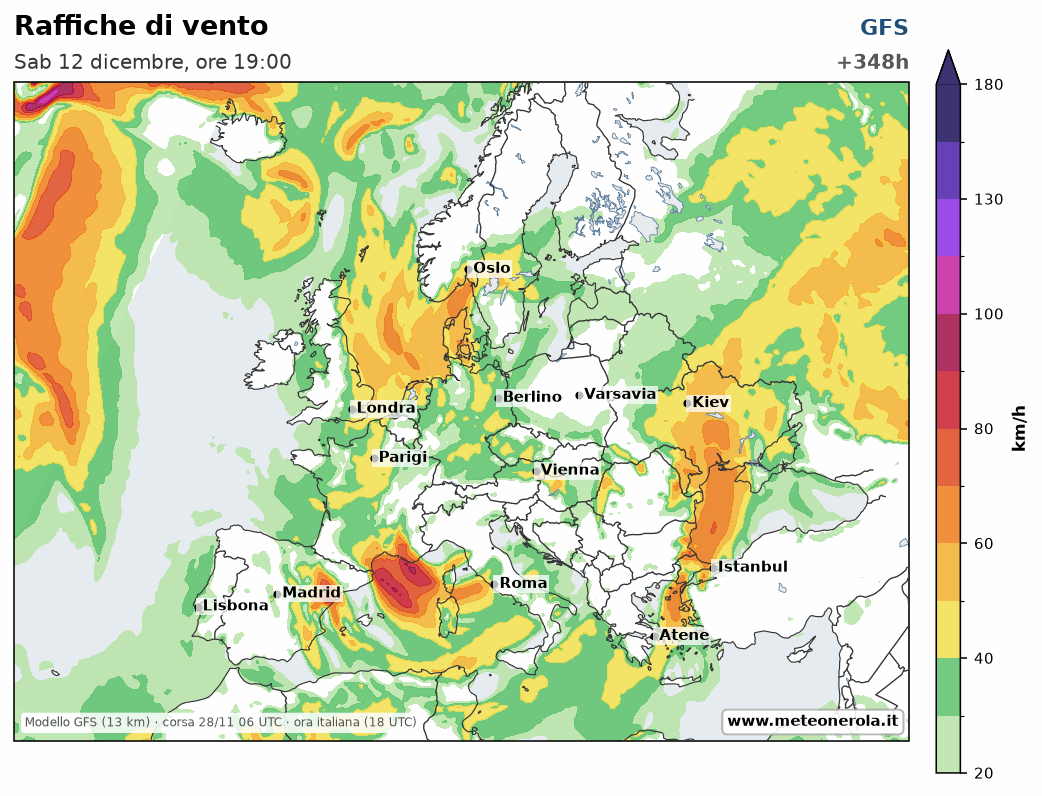 Raffiche di vento
GFS
Sab 12 dicembre, ore 19:00
+348h
180
130
100
80
60
40
20
km/h
Oslo
Berlino
Varsavia
Kiev
Londra
Parigi
Vienna
Istanbul
Roma
Madrid
Lisbona
Atene
Modello GFS (13 km) · corsa 28/11 06 UTC · ora italiana (18 UTC)
www.meteonerola.it